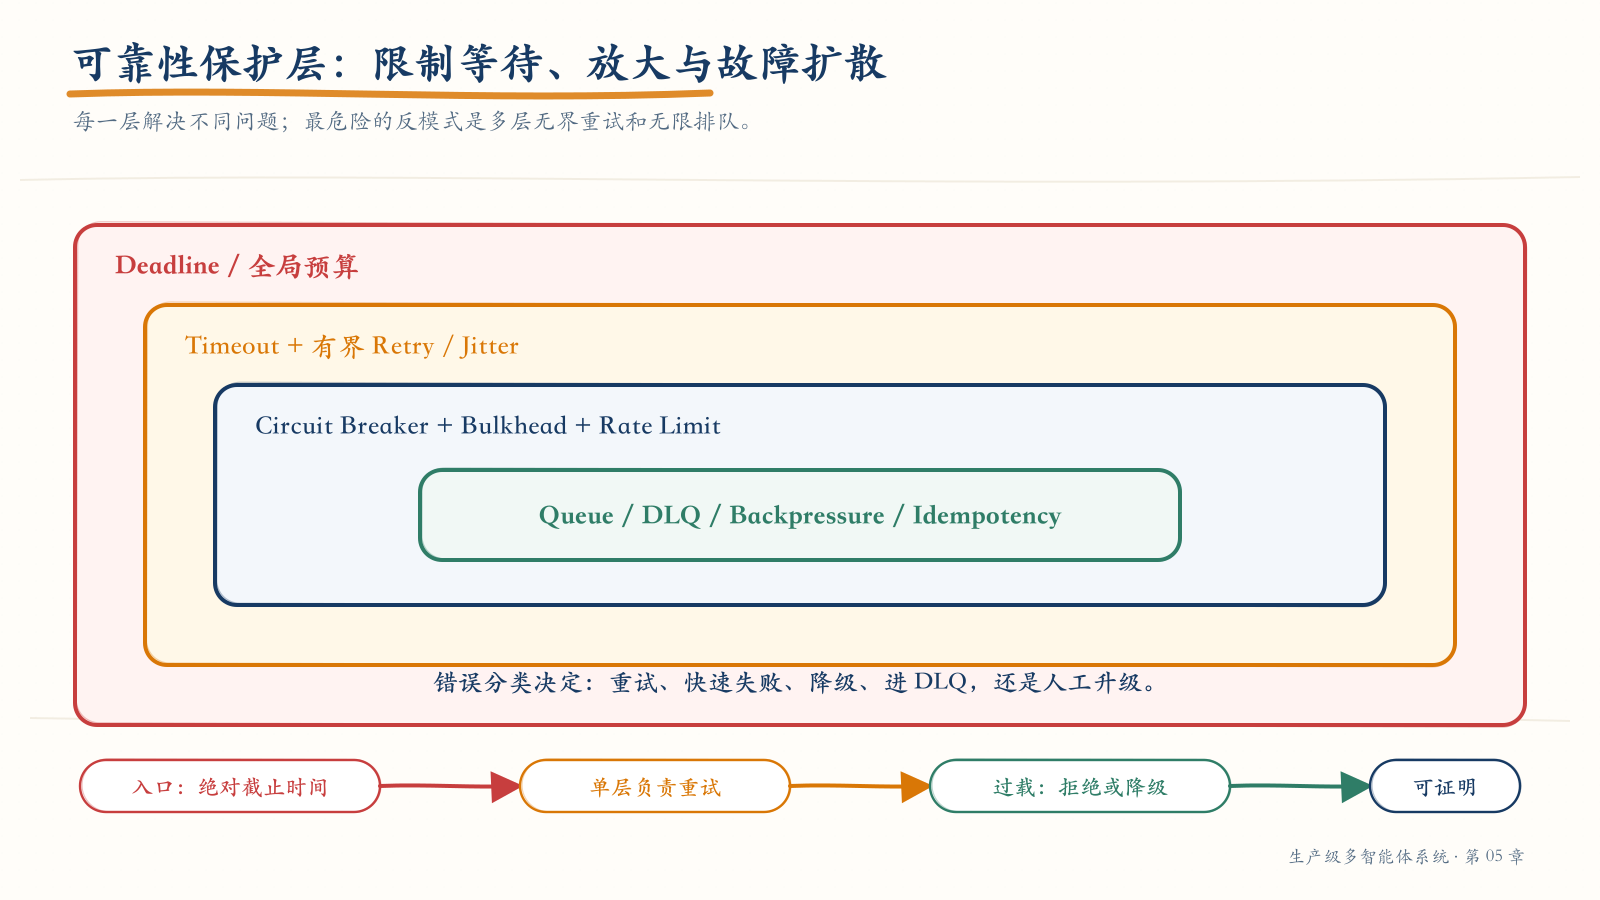 可靠性保护层：限制等待、放大与故障扩散
每一层解决不同问题；最危险的反模式是多层无界重试和无限排队。
Deadline / 全局预算
Timeout + 有界 Retry / Jitter
Circuit Breaker + Bulkhead + Rate Limit
Queue / DLQ / Backpressure / Idempotency
错误分类决定：重试、快速失败、降级、进 DLQ，还是人工升级。
入口：绝对截止时间
单层负责重试
过载：拒绝或降级
可证明
生产级多智能体系统 · 第 05 章